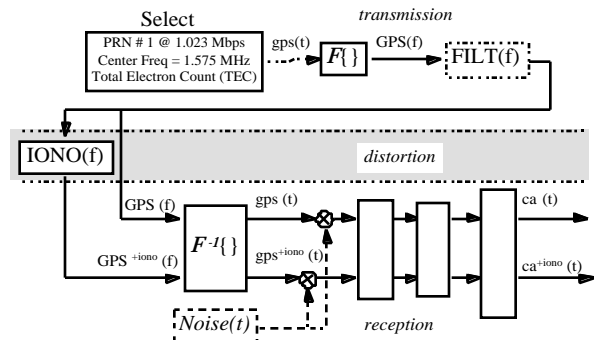 Select
transmission
PRN # 1 @ 1.023 Mbps
Center Freq = 1.575 MHz
Total Electron Count (TEC)
gps(t)
F{}
GPS(f)
FILT(f)
IONO(f)
distortion
GPS (f)
gps (t)
ca (t)
F⁻¹{}
GPS +iono (f)
gps+iono (t)
ca+iono (t)
Noise(t)
reception